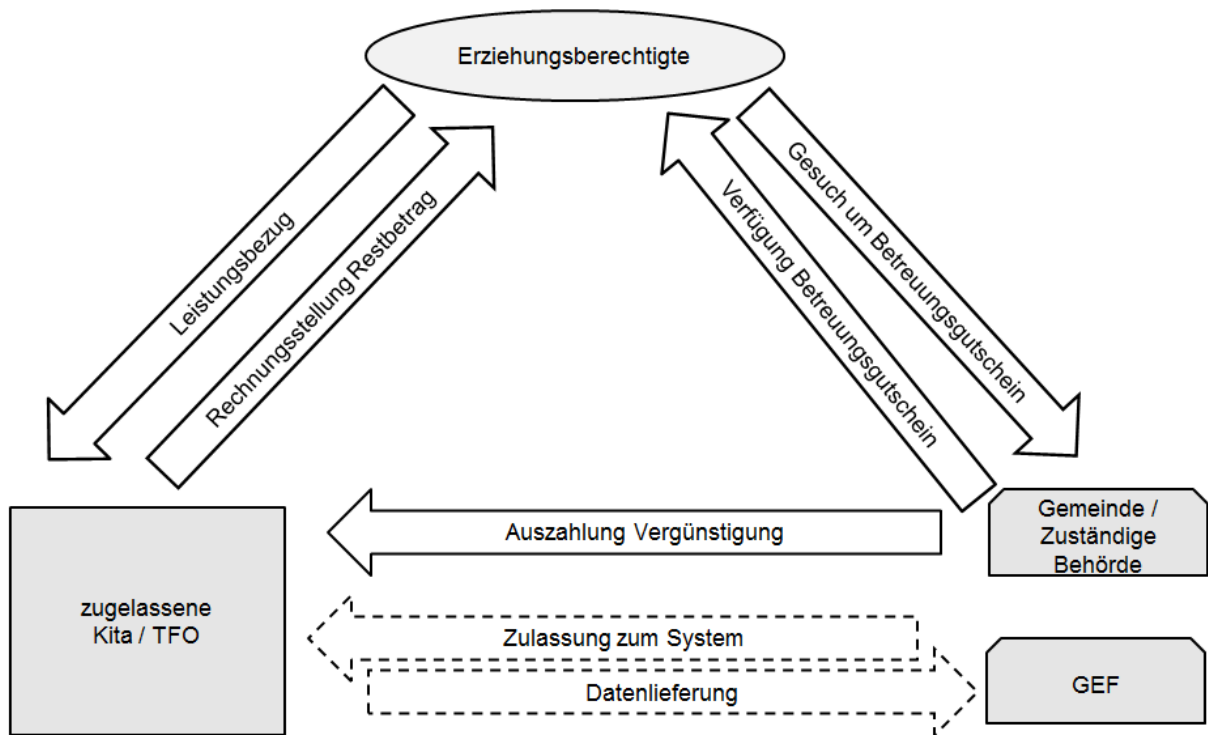 Erziehungsberechtigte
Leistungsbezug
Rechnungsstellung Restbetrag
Verfügung Betreuungsgutschein
Gesuch um Betreuungsgutschein
Auszahlung Vergünstigung
Gemeinde /
Zuständige
Behörde
zugelassene
Kita / TFO
Zulassung zum System
Datenlieferung
GEF